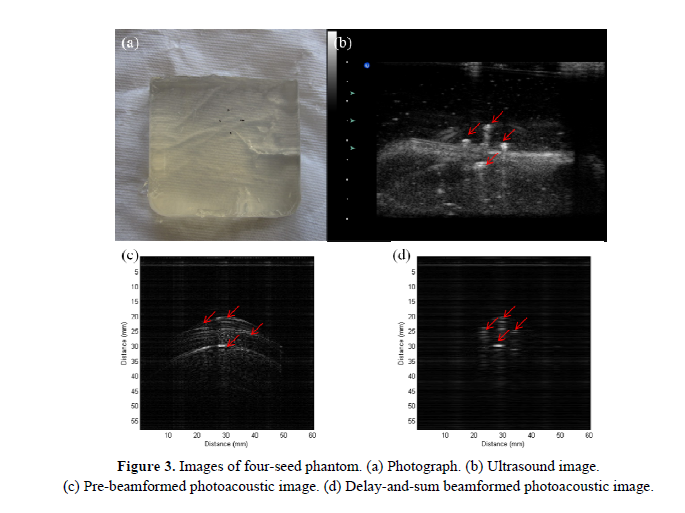 (a)
(b)
(c)
5
10
15
20
25
30
35
40
45
50
55
Distance (mm)
10 20 30 40 50 60
Distance (mm)
(d)
5
10
15
20
25
30
35
40
45
50
55
Distance (mm)
10 20 30 40 50 60
Distance (mm)
Figure 3. Images of four-seed phantom. (a) Photograph. (b) Ultrasound image.
(c) Pre-beamformed photoacoustic image. (d) Delay-and-sum beamformed photoacoustic image.